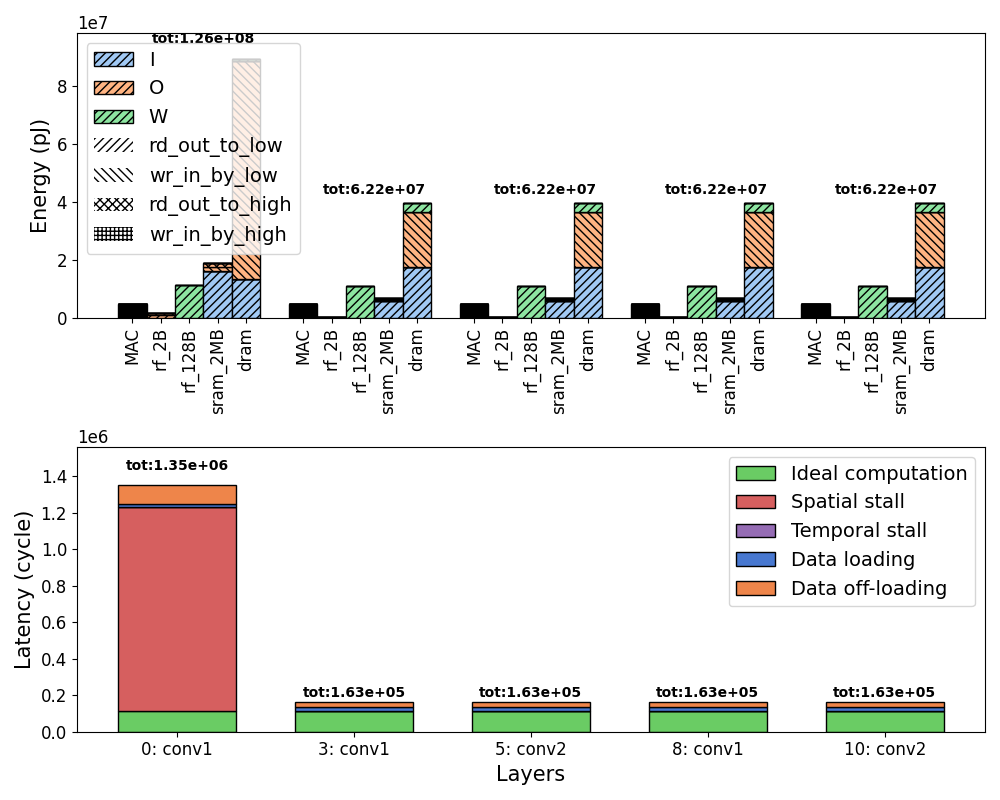 1e7
tot:1.26e+08
I
O
W
rd_out_to_low
wr_in_by_low
rd_out_to_high
wr_in_by_high
tot:6.22e+07 tot:6.22e+07 tot:6.22e+07 tot:6.22e+07
Energy (pJ)
8
6
4
2
0
MAC rf_2B rf_128B sram_2MB dram MAC rf_2B rf_128B sram_2MB dram MAC rf_2B rf_128B sram_2MB dram MAC rf_2B rf_128B sram_2MB dram MAC rf_2B rf_128B sram_2MB dram
1e6
tot:1.35e+06
Ideal computation
Spatial stall
Temporal stall
Data loading
Data off-loading
tot:1.63e+05 tot:1.63e+05 tot:1.63e+05 tot:1.63e+05
Latency (cycle)
1.4
1.2
1.0
0.8
0.6
0.4
0.2
0.0
0: conv1 3: conv1 5: conv2 8: conv1 10: conv2
Layers